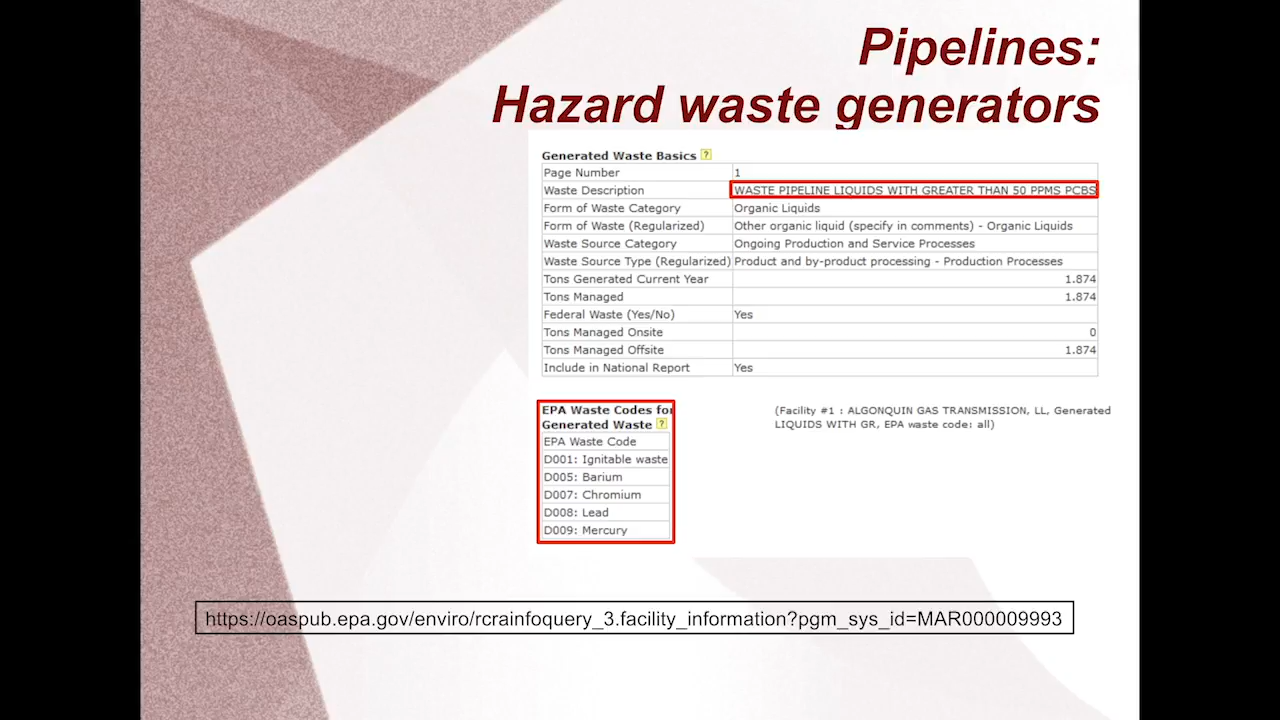 Pipelines:
Hazard waste generators
Generated Waste Basics ?
Page Number 1
Waste Description WASTE PIPELINE LIQUIDS WITH GREATER THAN 50 PPMS PCBS
Form of Waste Category Organic Liquids
Form of Waste (Regularized) Other organic liquid (specify in comments) - Organic Liquids
Waste Source Category Ongoing Production and Service Processes
Waste Source Type (Regularized) Product and by-product processing - Production Processes
Tons Generated Current Year 1.874
Tons Managed 1.874
Federal Waste (Yes/No) Yes
Tons Managed Onsite 0
Tons Managed Offsite 1.874
Include in National Report Yes
EPA Waste Codes for
Generated Waste ?
EPA Waste Code
D001: Ignitable waste
D005: Barium
D007: Chromium
D008: Lead
D009: Mercury
(Facility #1 : ALGONQUIN GAS TRANSMISSION, LL, Generated
LIQUIDS WITH GR, EPA waste code: all)
https://oaspub.epa.gov/enviro/rcrainfoquery_3.facility_information?pgm_sys_id=MAR000009993